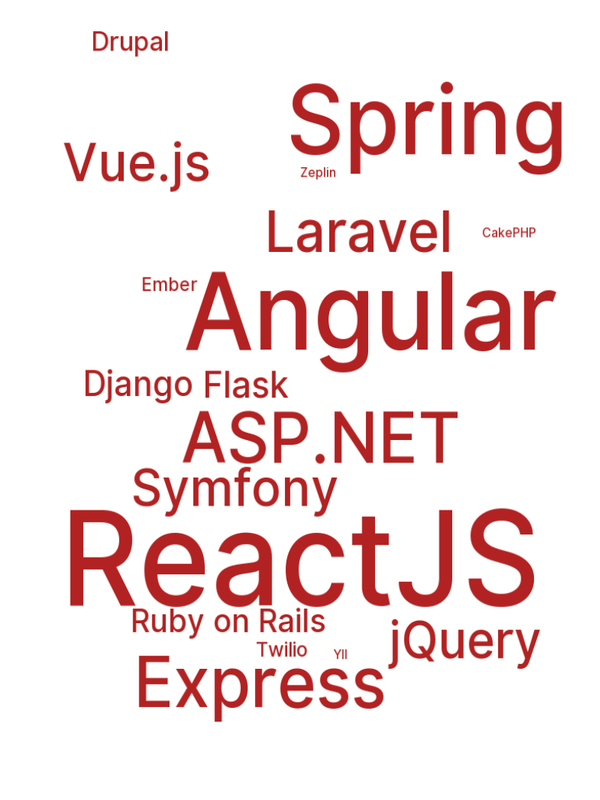 Drupal
Spring
Vue.js
Zeplin
Laravel
CakePHP
Ember
Angular
Django Flask
ASP.NET
Symfony
ReactJS
Ruby on Rails
jQuery
Twilio
YII
Express